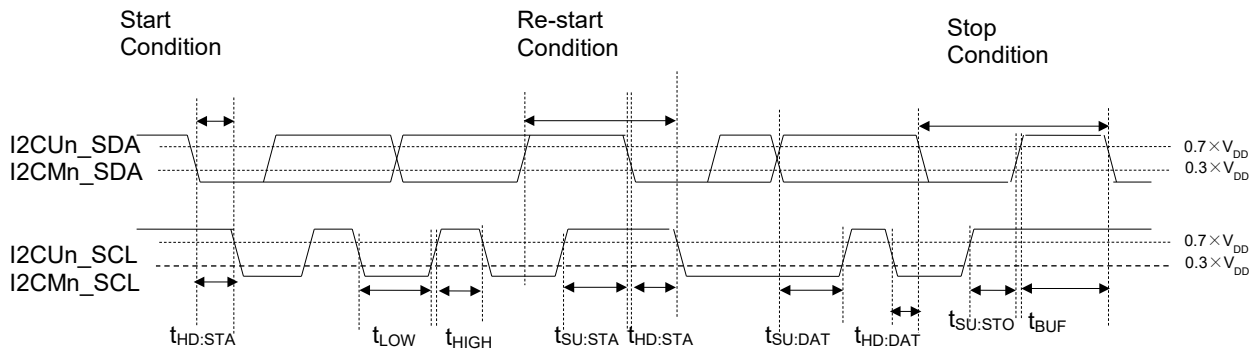 Start
Condition
Re-start
Condition
Stop
Condition
I2CUn_SDA
I2CMn_SDA
0.7×VDD
0.3×VDD
I2CUn_SCL
I2CMn_SCL
0.7×VDD
0.3×VDD
tHD:STA
tLOW
tHIGH
tSU:STA
tHD:STA
tSU:DAT
tHD:DAT
tSU:STO
tBUF